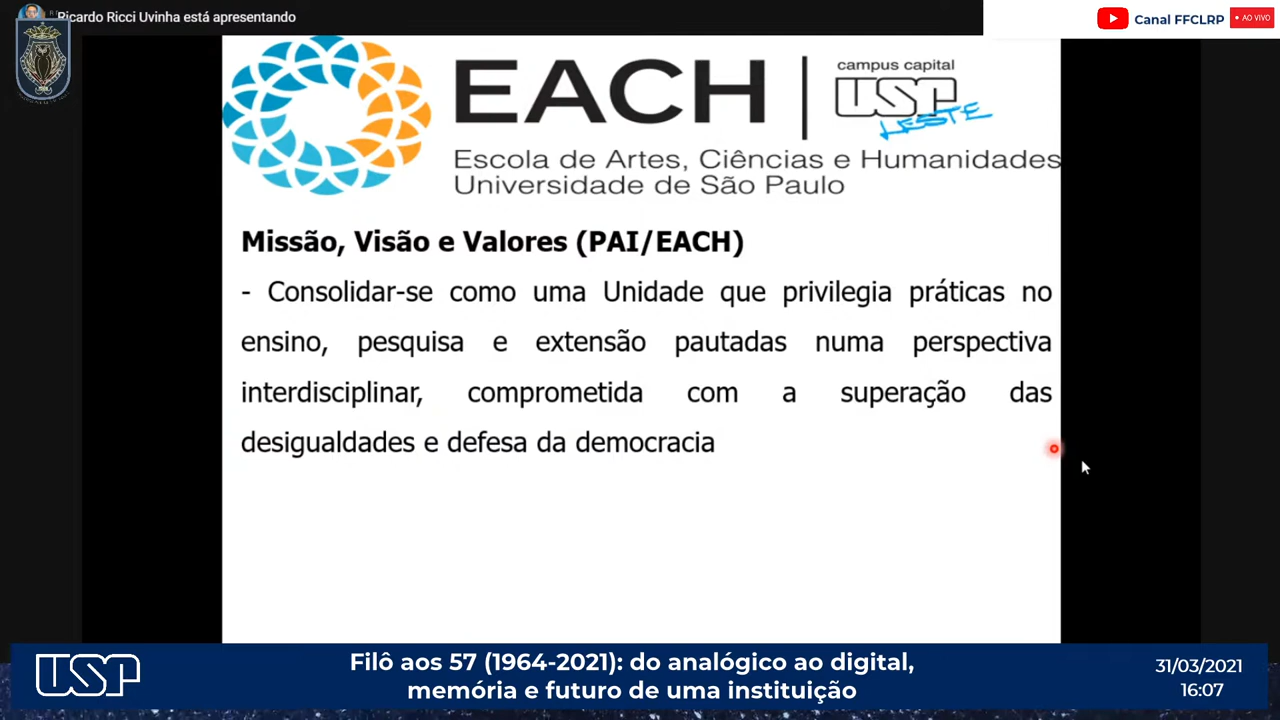 Ricardo Ricci Uvinha está apresentando
Canal FFCLRP
AO VIVO
EACH
campus capital
USP
LESTE
Escola de Artes, Ciências e Humanidades
Universidade de São Paulo
Missão, Visão e Valores (PAI/EACH)
- Consolidar-se como uma Unidade que privilegia práticas no
ensino, pesquisa e extensão pautadas numa perspectiva
interdisciplinar, comprometida com a superação das
desigualdades e defesa da democracia
USP
Filô aos 57 (1964-2021): do analógico ao digital,
memória e futuro de uma instituição
31/03/2021
16:07